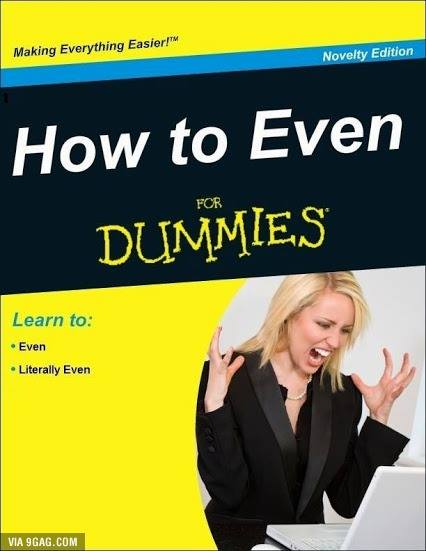 Making Everything Easier!™
Novelty Edition
How to Even
FOR
DUMMIES®
Learn to:
• Even
• Literally Even
VIA 9GAG.COM